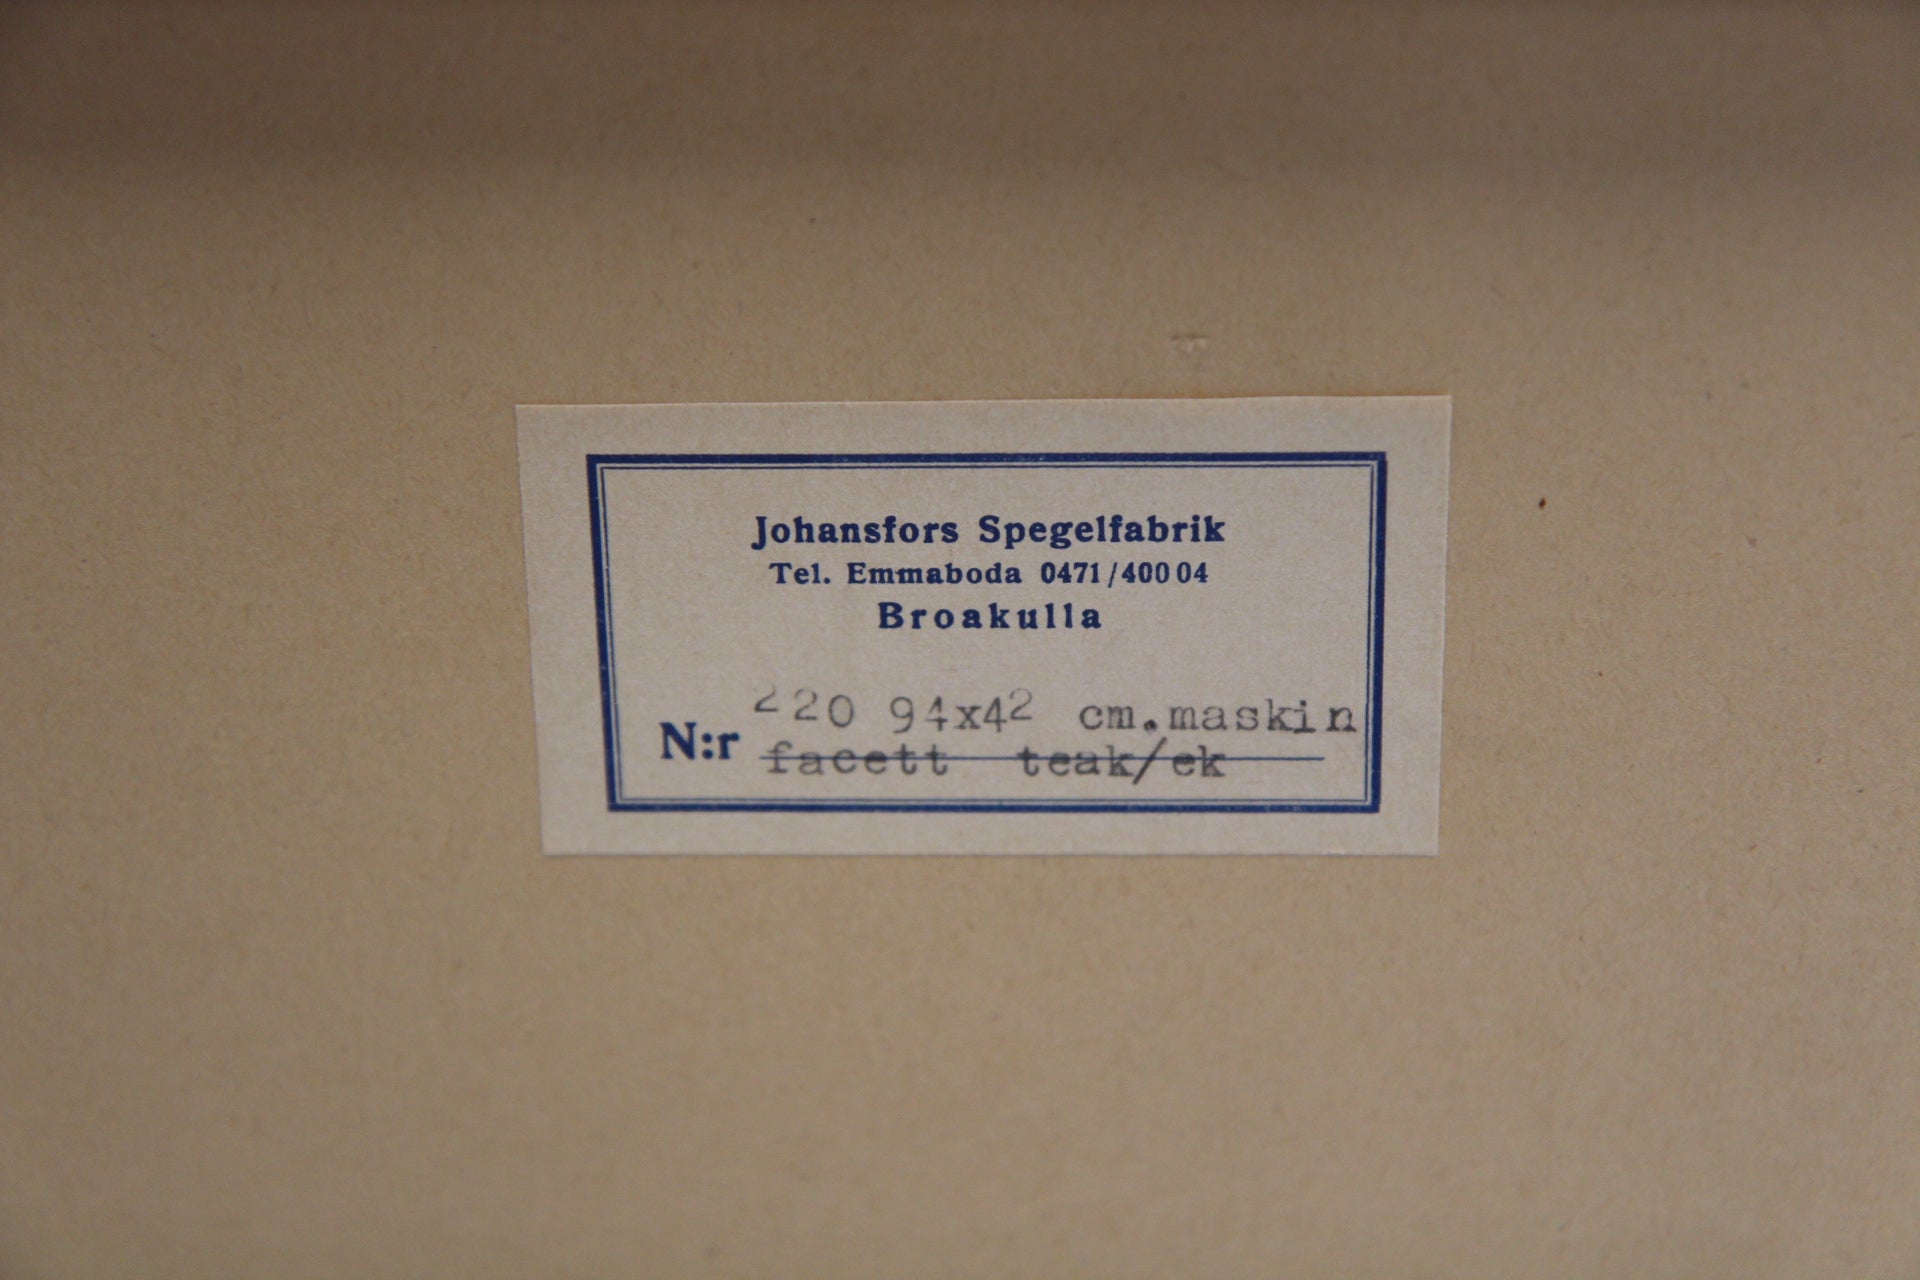 Johansfors Spegelfabrik
Tel. Emmaboda 0471/400 04
Broakulla
N:r 220 94x42 cm.maskin
facett teak/ek